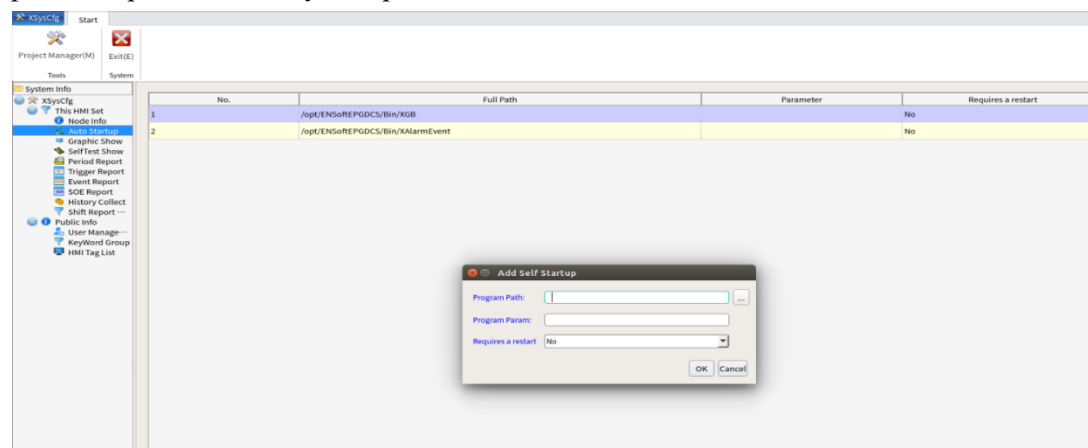 XSysCfg Start
Project Manager(M) Exit(E)
Tools System
System Info
XSysCfg
This HMI Set
Node Info
Auto Startup
Graphic Show
SelfTest Show
Period Report
Trigger Report
Event Report
SOE Report
History Collect
Shift Report ···
Public Info
User Manage···
KeyWord Group
HMI Tag List
No. Full Path Parameter Requires a restart
1 /opt/ENSoftEPGDCS/Bin/XGB No
2 /opt/ENSoftEPGDCS/Bin/XAlarmEvent No
Add Self Startup
Program Path: ...
Program Param:
Requires a restart No
OK Cancel